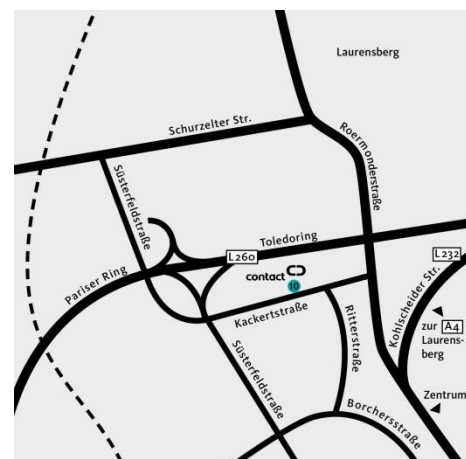 Laurensberg
Schurzelter Str.
Roermonderstraße
Süsterfeldstraße
Toledoring
L260
L232
Pariser Ring
contact
10
Kackertstraße
Kohlscheider Str.
Ritterstraße
zur A4
Laurens-
berg
Süsterfeldstraße
Zentrum
Borchersstraße